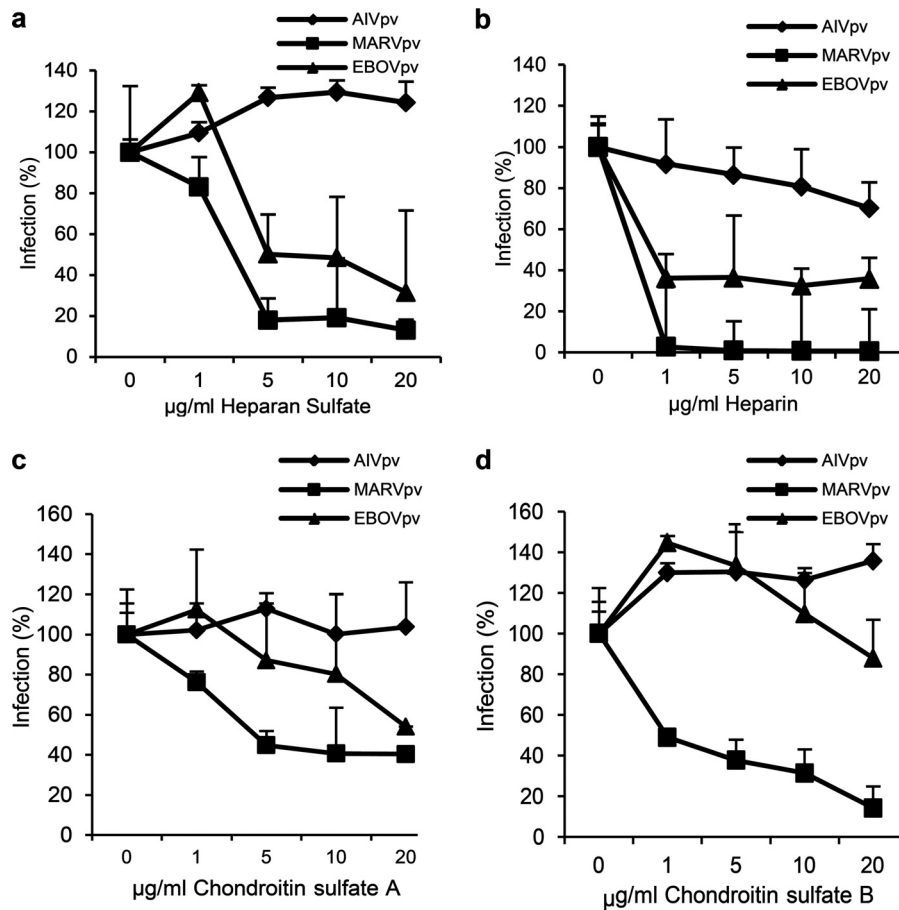 a
AIVpv
MARVpv
EBOVpv
140
120
100
80
60
40
20
0
Infection (%)
0 1 5 10 20
µg/ml Heparan Sulfate
b
AIVpv
MARVpv
EBOVpv
140
120
100
80
60
40
20
0
Infection (%)
0 1 5 10 20
µg/ml Heparin
c
AIVpv
MARVpv
EBOVpv
160
140
120
100
80
60
40
20
0
Infection (%)
0 1 5 10 20
µg/ml Chondroitin sulfate A
d
AIVpv
MARVpv
EBOVpv
160
140
120
100
80
60
40
20
0
Infection (%)
0 1 5 10 20
µg/ml Chondroitin sulfate B